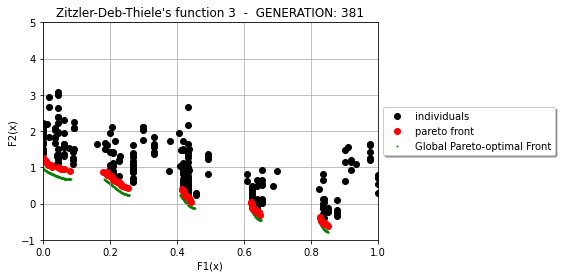 Zitzler-Deb-Thiele's function 3 - GENERATION: 381
5
4
3
2
1
0
−1
F2(x)
0.0 0.2 0.4 0.6 0.8 1.0
F1(x)
individuals
pareto front
Global Pareto-optimal Front